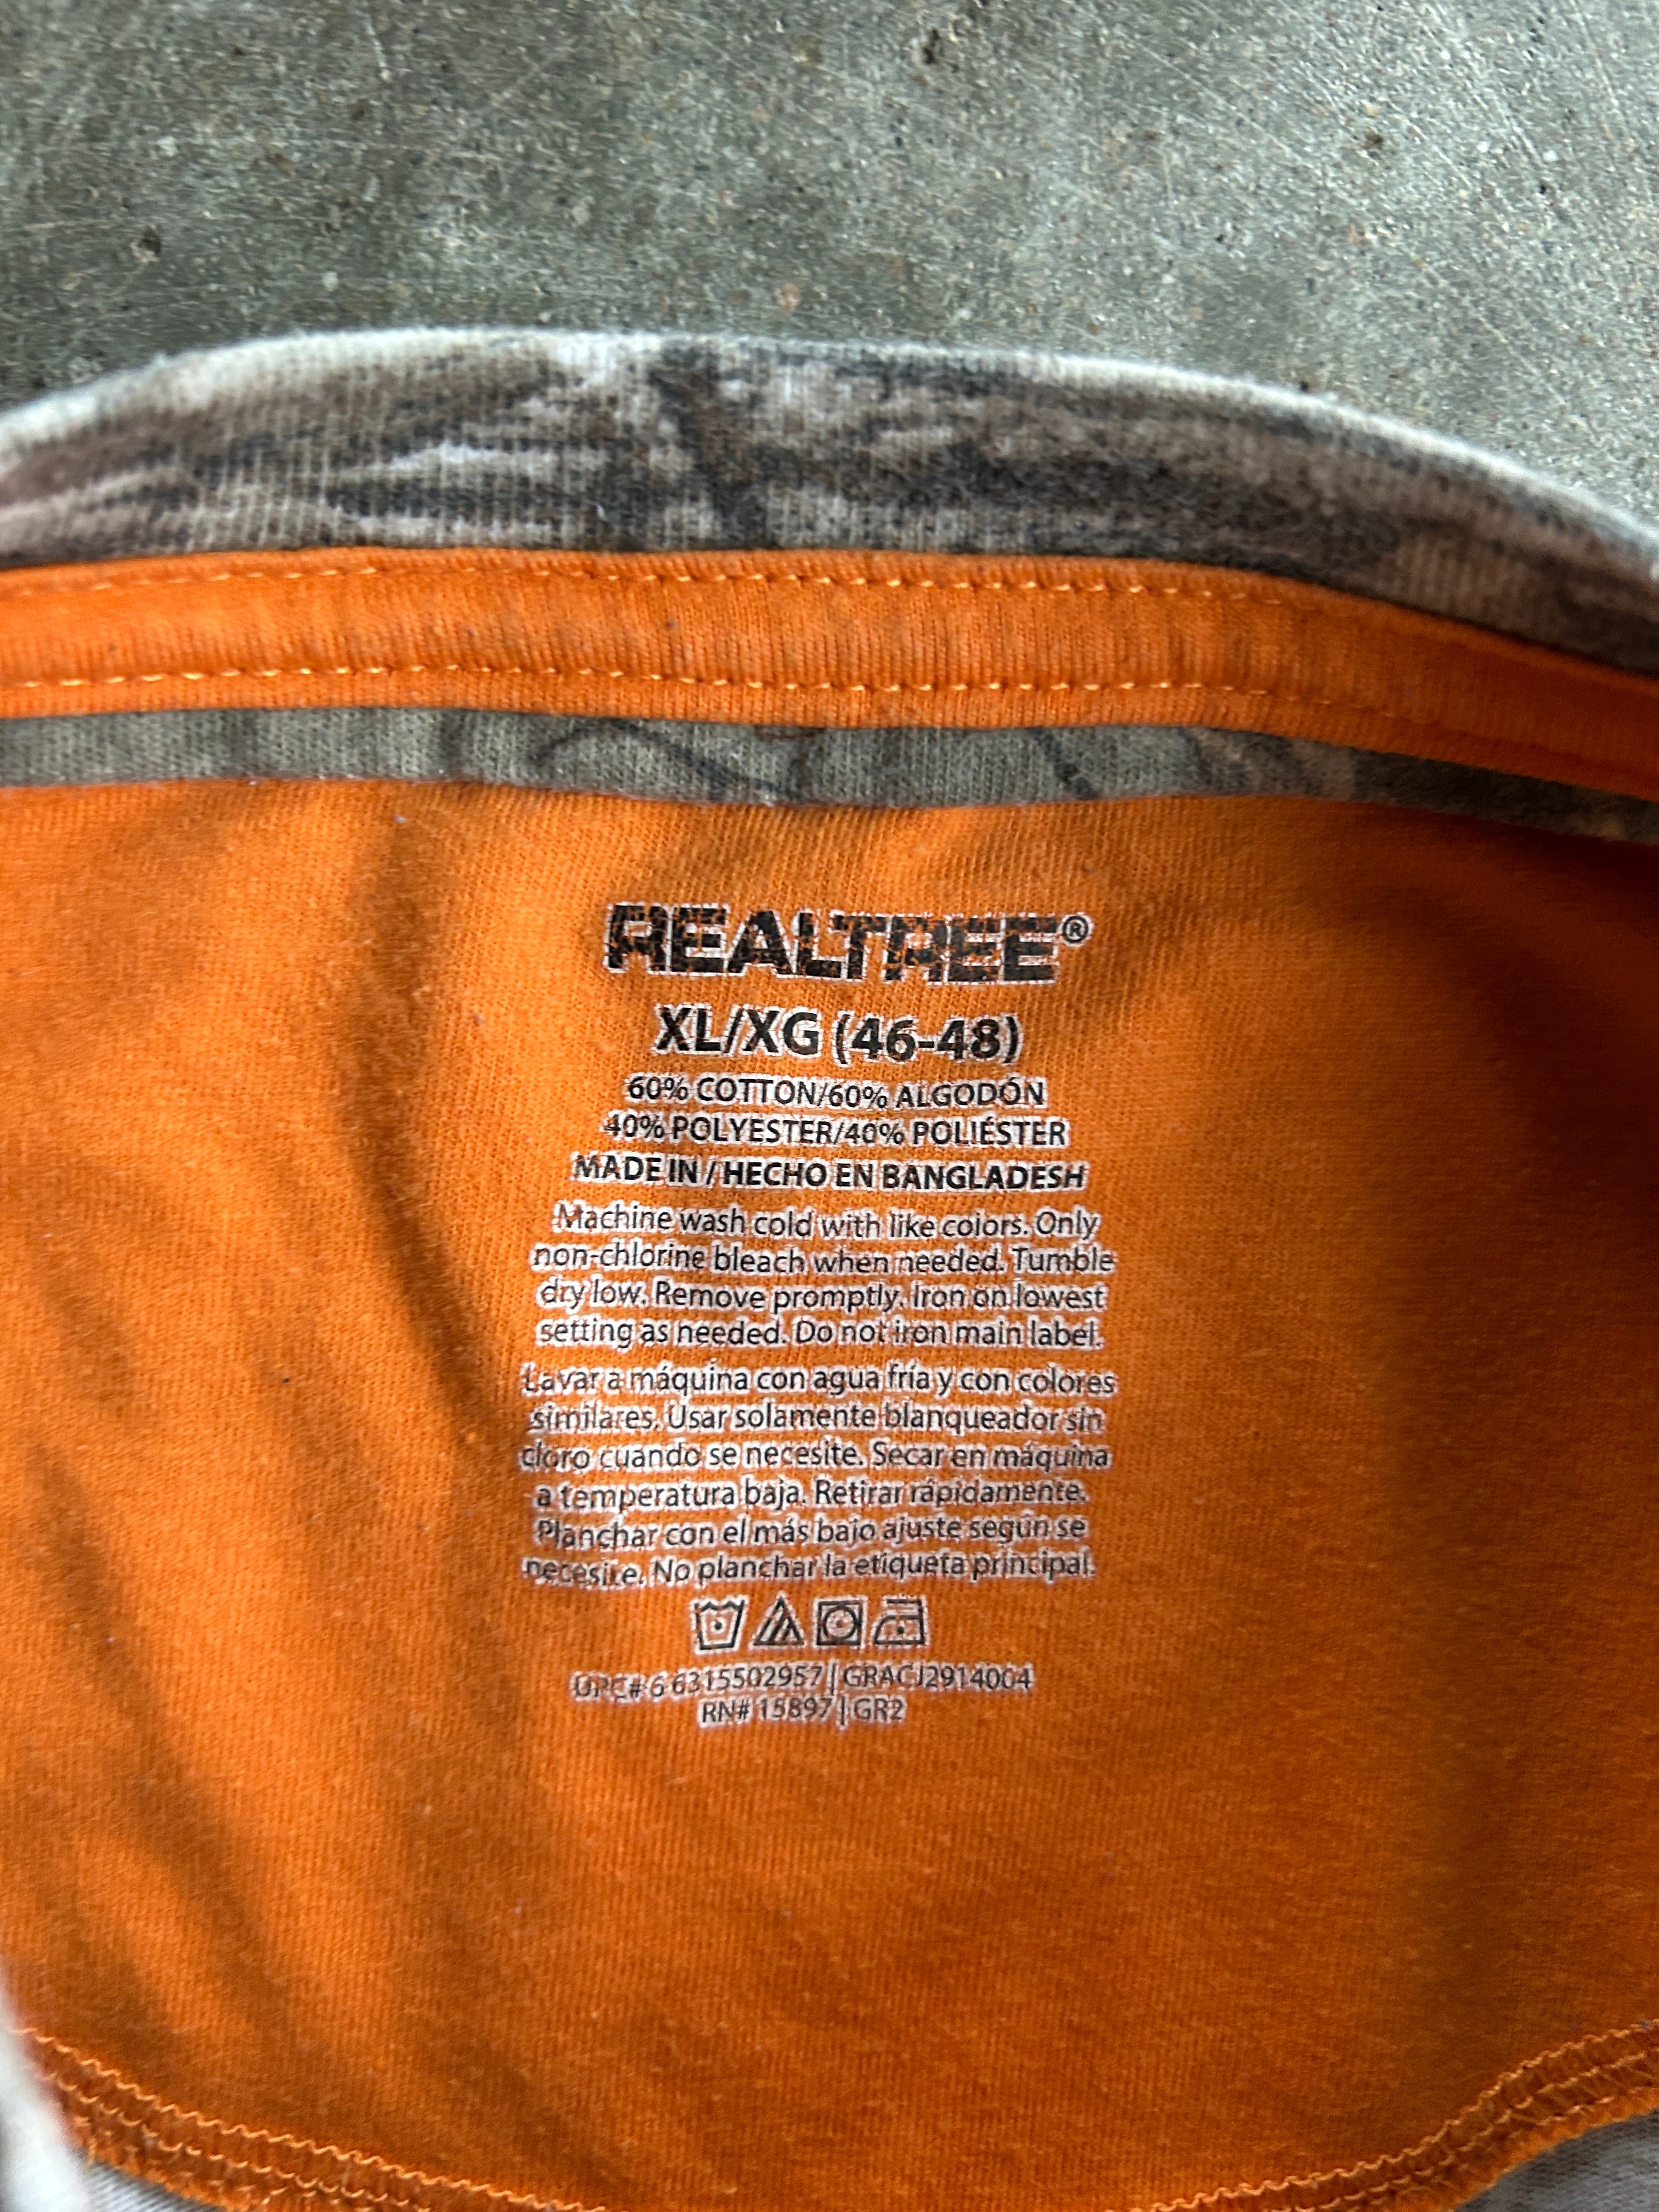 REALTREE®
XL/XG (46-48)
60% COTTON/60% ALGODÓN
40% POLYESTER/40% POLIÉSTER
MADE IN / HECHO EN BANGLADESH
Machine wash cold with like colors. Only
non-chlorine bleach when needed. Tumble
dry low. Remove promptly. Iron on lowest
setting as needed. Do not iron main label.
Lavar a máquina con agua fría y con colores
similares. Usar solamente blanqueador sin
cloro cuando se necesite. Secar en máquina
a temperatura baja. Retirar rápidamente.
Planchar con el más bajo ajuste según se
necesite. No planchar la etiqueta principal.
UPC# 6 6315502957 | GRACJ2914004
RN# 15897 | GR2